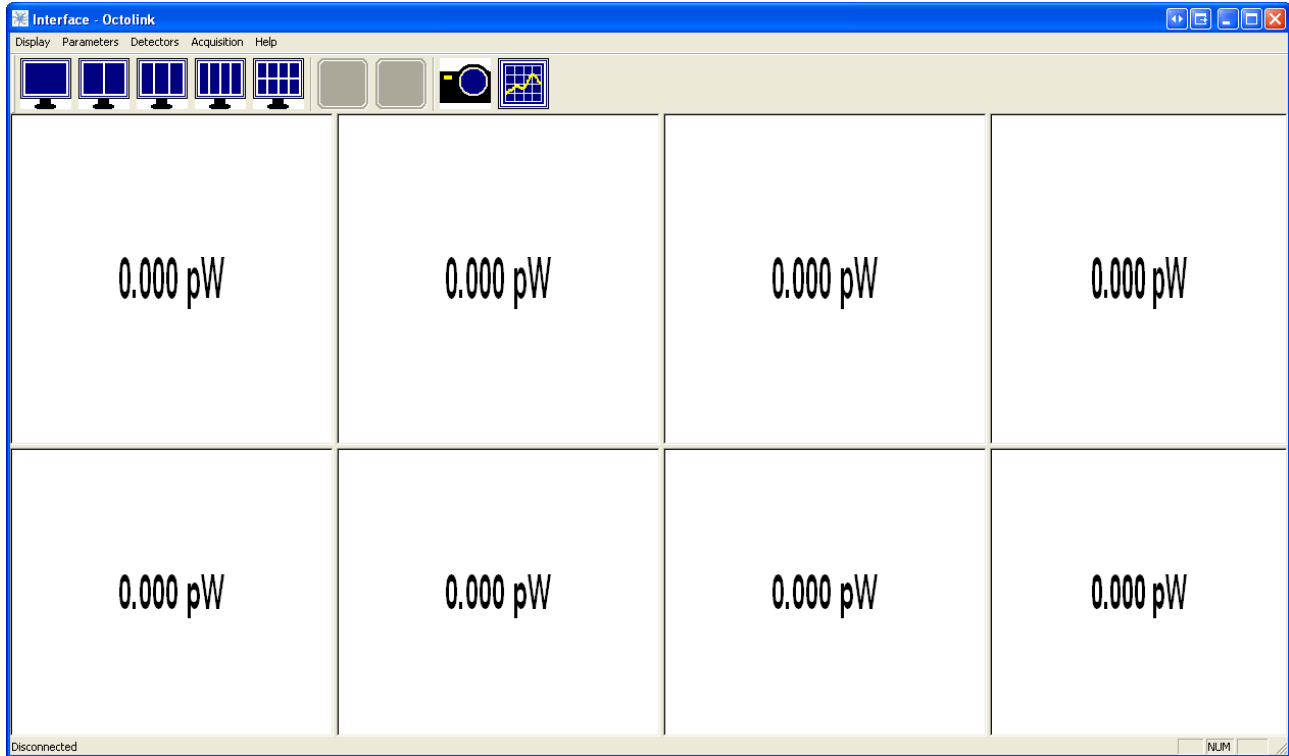 Interface - Octolink
Display Parameters Detectors Acquisition Help
0.000 pW 0.000 pW 0.000 pW 0.000 pW
0.000 pW 0.000 pW 0.000 pW 0.000 pW
Disconnected NUM